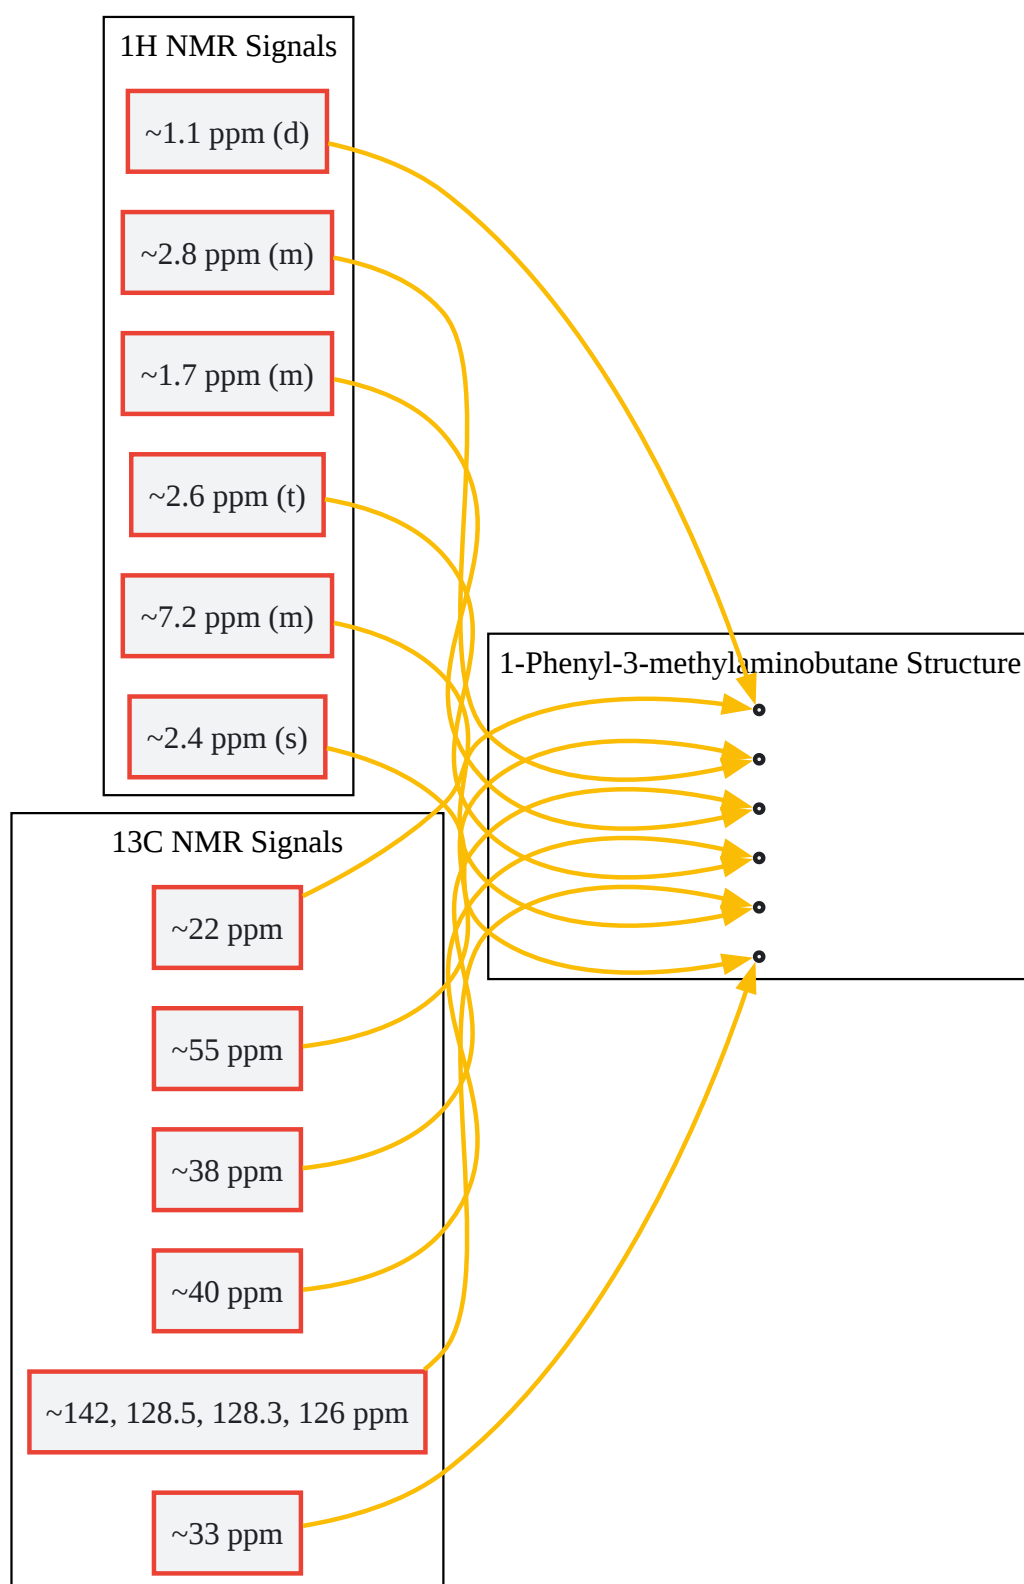 1H NMR Signals
~1.1 ppm (d)
~2.8 ppm (m)
~1.7 ppm (m)
~2.6 ppm (t)
~7.2 ppm (m)
~2.4 ppm (s)
1-Phenyl-3-methylaminobutane Structure
13C NMR Signals
~22 ppm
~55 ppm
~38 ppm
~40 ppm
~142, 128.5, 128.3, 126 ppm
~33 ppm